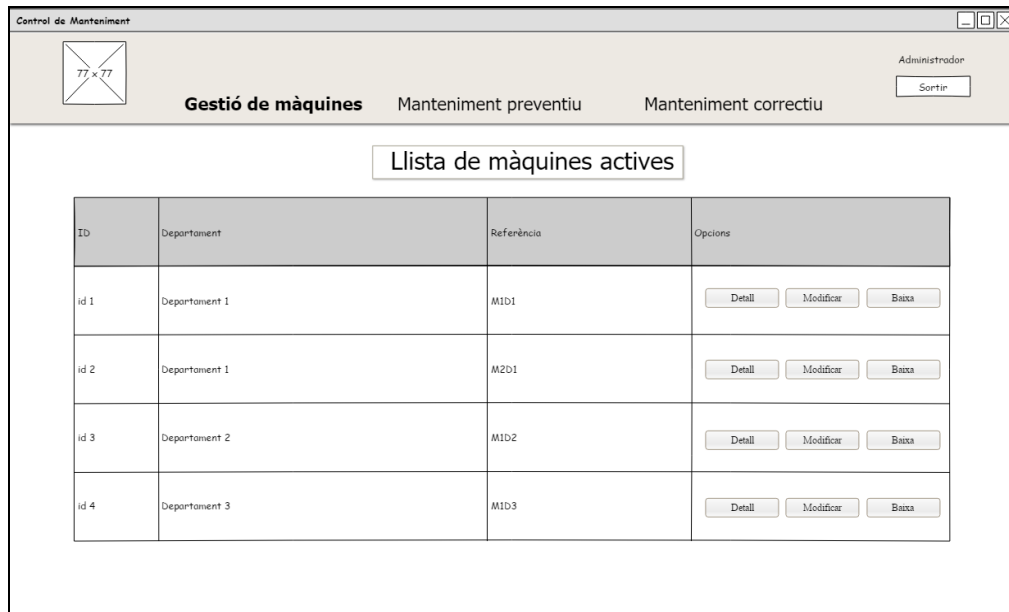 Control de Manteniment
77 x 77
Administrador
Sortir
Gestió de màquines Manteniment preventiu Manteniment correctiu
Llista de màquines actives
ID Departament Referència Opcions
id 1 Departament 1 M1D1 Detall Modificar Baixa
id 2 Departament 1 M2D1 Detall Modificar Baixa
id 3 Departament 2 M1D2 Detall Modificar Baixa
id 4 Departament 3 M1D3 Detall Modificar Baixa